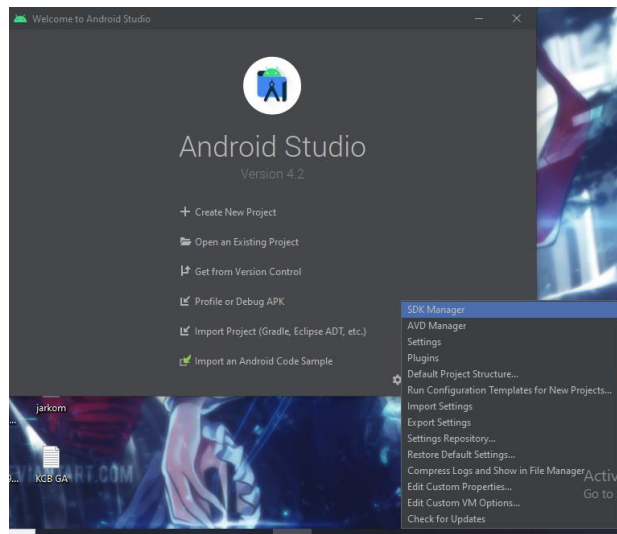 Welcome to Android Studio
Android Studio
Version 4.2
Create New Project
Open an Existing Project
Get from Version Control
Profile or Debug APK
Import Project (Gradle, Eclipse ADT, etc.)
Import an Android Code Sample
SDK Manager
AVD Manager
Settings
Plugins
Default Project Structure...
Run Configuration Templates for New Projects...
Import Settings
Export Settings
Settings Repository...
Restore Default Settings...
Compress Logs and Show in File Manager
Edit Custom Properties...
Edit Custom VM Options...
Check for Updates
Activ
Go to
jarkom
...
9... KCB GA
ART.COM